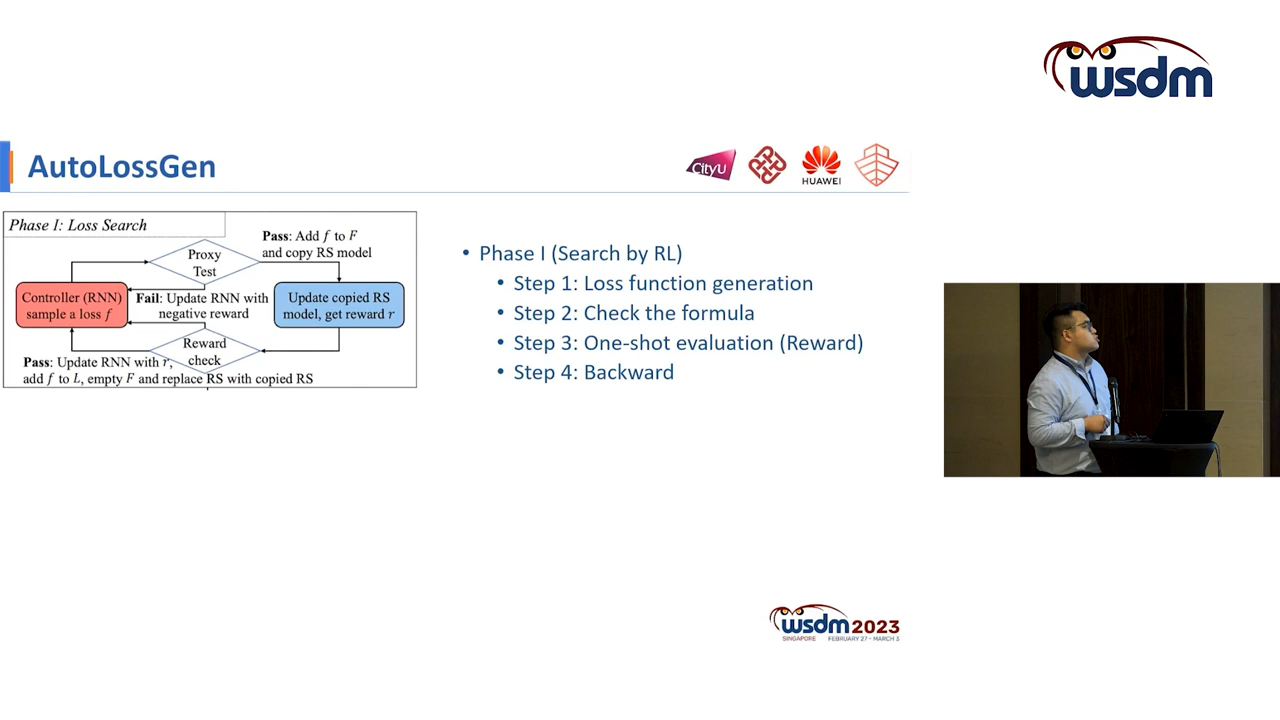 wsdm
AutoLossGen
CityU
HUAWEI
Phase I: Loss Search
Pass: Add f to F
and copy RS model
Proxy
Test
Controller (RNN)
sample a loss f
Fail: Update RNN with
negative reward
Update copied RS
model, get reward r
Reward
check
Pass: Update RNN with r,
add f to L, empty F and replace RS with copied RS
• Phase I (Search by RL)
• Step 1: Loss function generation
• Step 2: Check the formula
• Step 3: One-shot evaluation (Reward)
• Step 4: Backward
wsdm 2023
SINGAPORE FEBRUARY 27 - MARCH 3